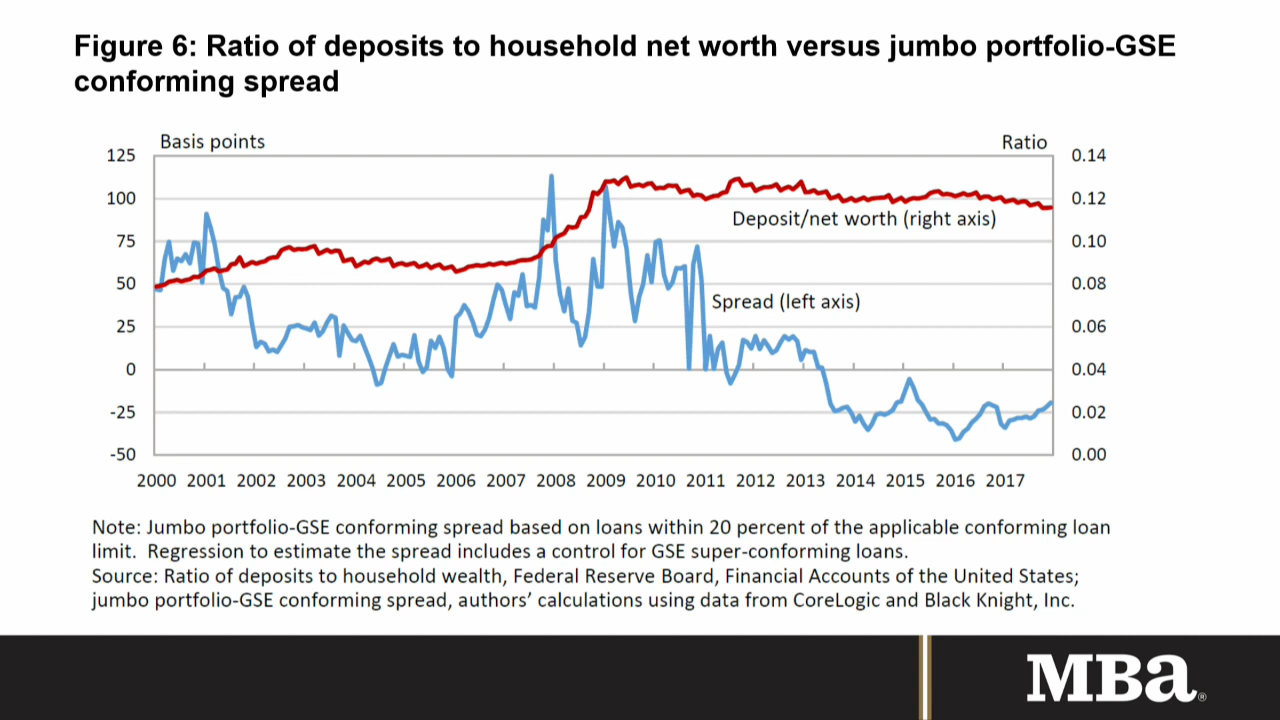 Figure 6: Ratio of deposits to household net worth versus jumbo portfolio-GSE
conforming spread
Basis points
Ratio
125
100
75
50
25
0
-25
-50
0.14
0.12
0.10
0.08
0.06
0.04
0.02
0.00
Deposit/net worth (right axis)
Spread (left axis)
2000 2001 2002 2003 2004 2005 2006 2007 2008 2009 2010 2011 2012 2013 2014 2015 2016 2017
Note: Jumbo portfolio-GSE conforming spread based on loans within 20 percent of the applicable conforming loan
limit.  Regression to estimate the spread includes a control for GSE super-conforming loans.
Source: Ratio of deposits to household wealth, Federal Reserve Board, Financial Accounts of the United States;
jumbo portfolio-GSE conforming spread, authors’ calculations using data from CoreLogic and Black Knight, Inc.
MBa®